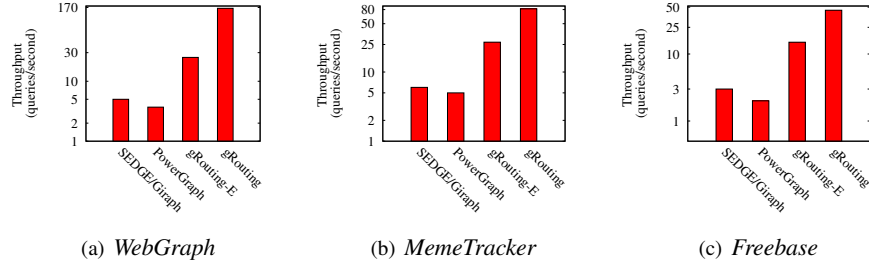 Throughput
(queries/second)
170
30
10
5
2
1
SEDGE/Giraph
PowerGraph
gRouting-E
gRouting
(a) WebGraph
Throughput
(queries/second)
80
50
25
10
5
2
1
SEDGE/Giraph
PowerGraph
gRouting-E
gRouting
(b) MemeTracker
Throughput
(queries/second)
50
10
3
1
SEDGE/Giraph
PowerGraph
gRouting-E
gRouting
(c) Freebase